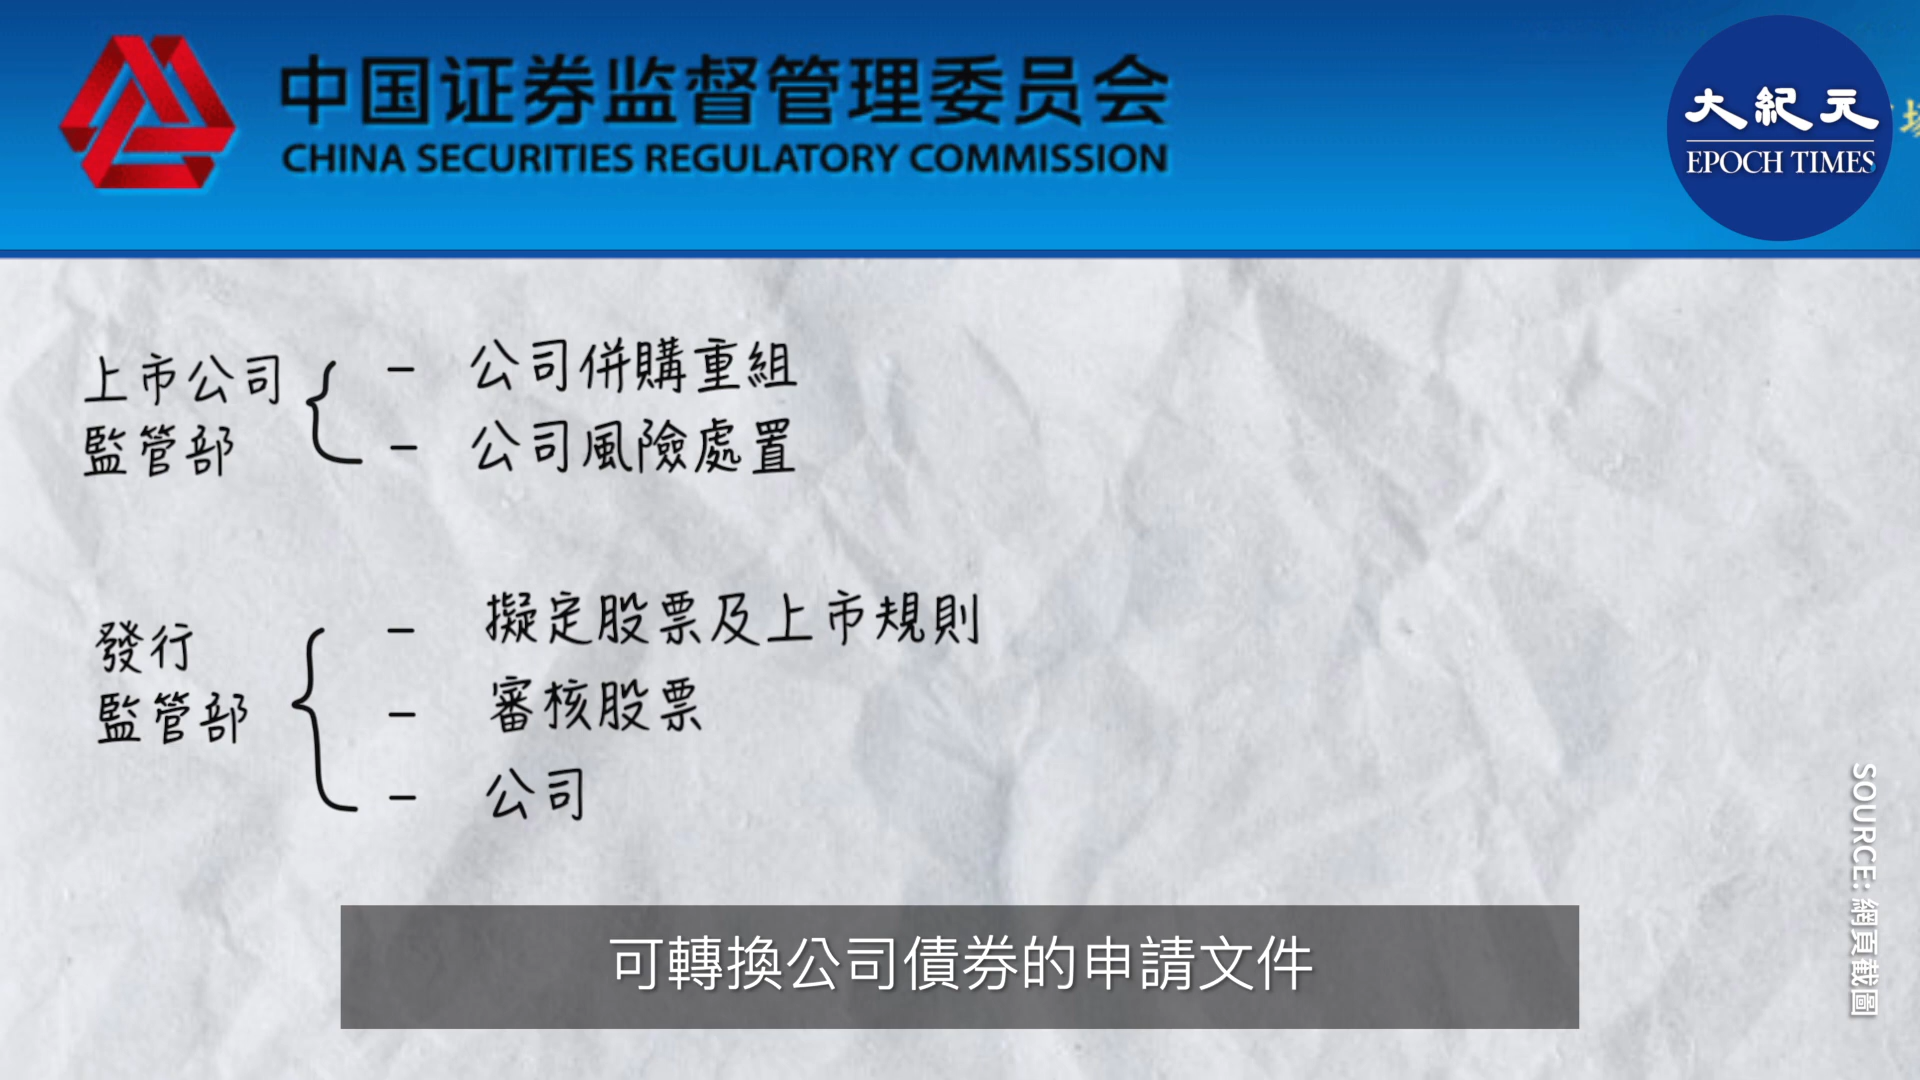 中国证券监督管理委员会
CHINA SECURITIES REGULATORY COMMISSION
大紀元
EPOCH TIMES
上市公司
監管部
- 公司併購重組
- 公司風險處置
發行
監管部
- 擬定股票及上市規則
- 審核股票
- 公司
可轉換公司債券的申請文件
SOURCE: 網頁截圖